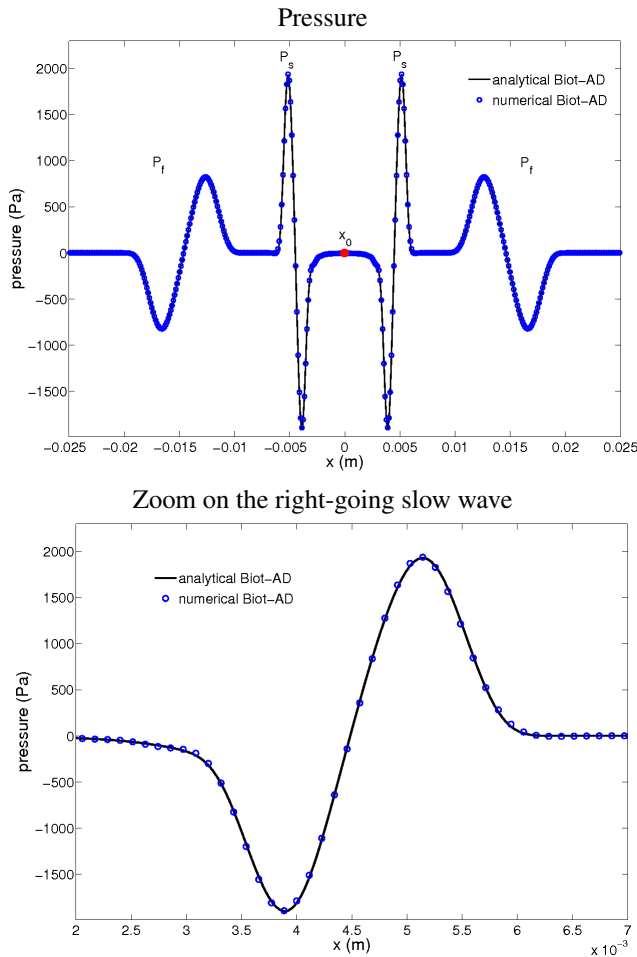 Pressure
P_s P_s
2000
analytical Biot−AD
1500
numerical Biot−AD
1000
P_f P_f
500
x_0
0
−500
−1000
−1500
pressure (Pa)
−0.025 −0.02 −0.015 −0.01 −0.005 0 0.005 0.01 0.015 0.02 0.025
x (m)
Zoom on the right-going slow wave
2000
analytical Biot−AD
numerical Biot−AD
1500
1000
500
0
−500
−1000
−1500
pressure (Pa)
2 2.5 3 3.5 4 4.5 5 5.5 6 6.5 7
x (m)
x 10^−3